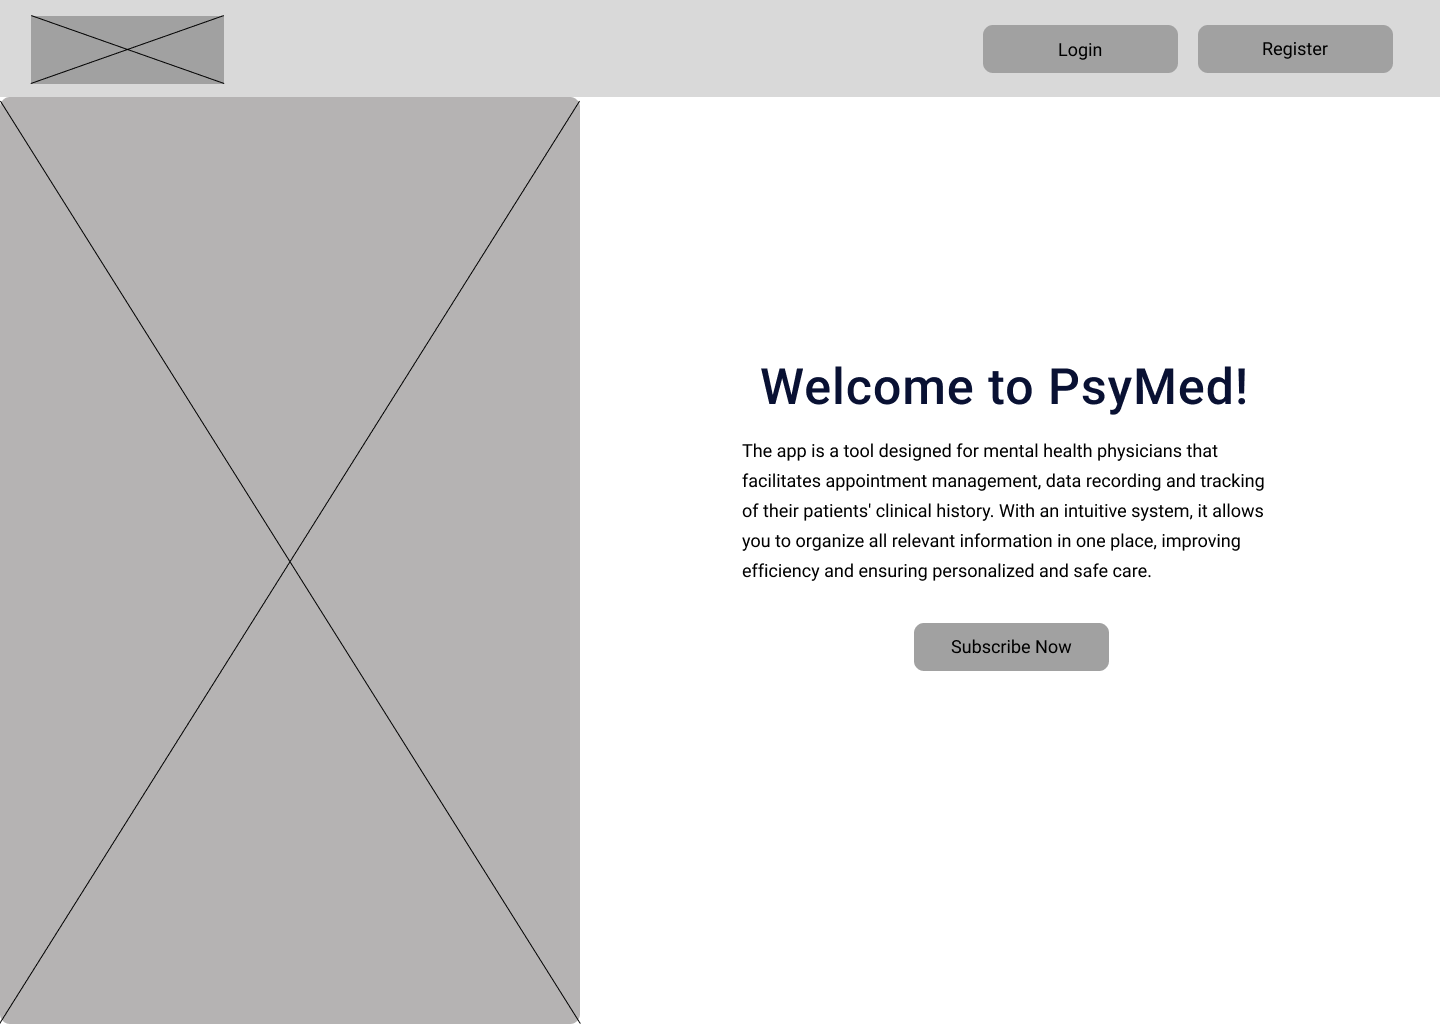 Login
Register
Welcome to PsyMed!
The app is a tool designed for mental health physicians that
facilitates appointment management, data recording and tracking
of their patients' clinical history. With an intuitive system, it allows
you to organize all relevant information in one place, improving
efficiency and ensuring personalized and safe care.
Subscribe Now